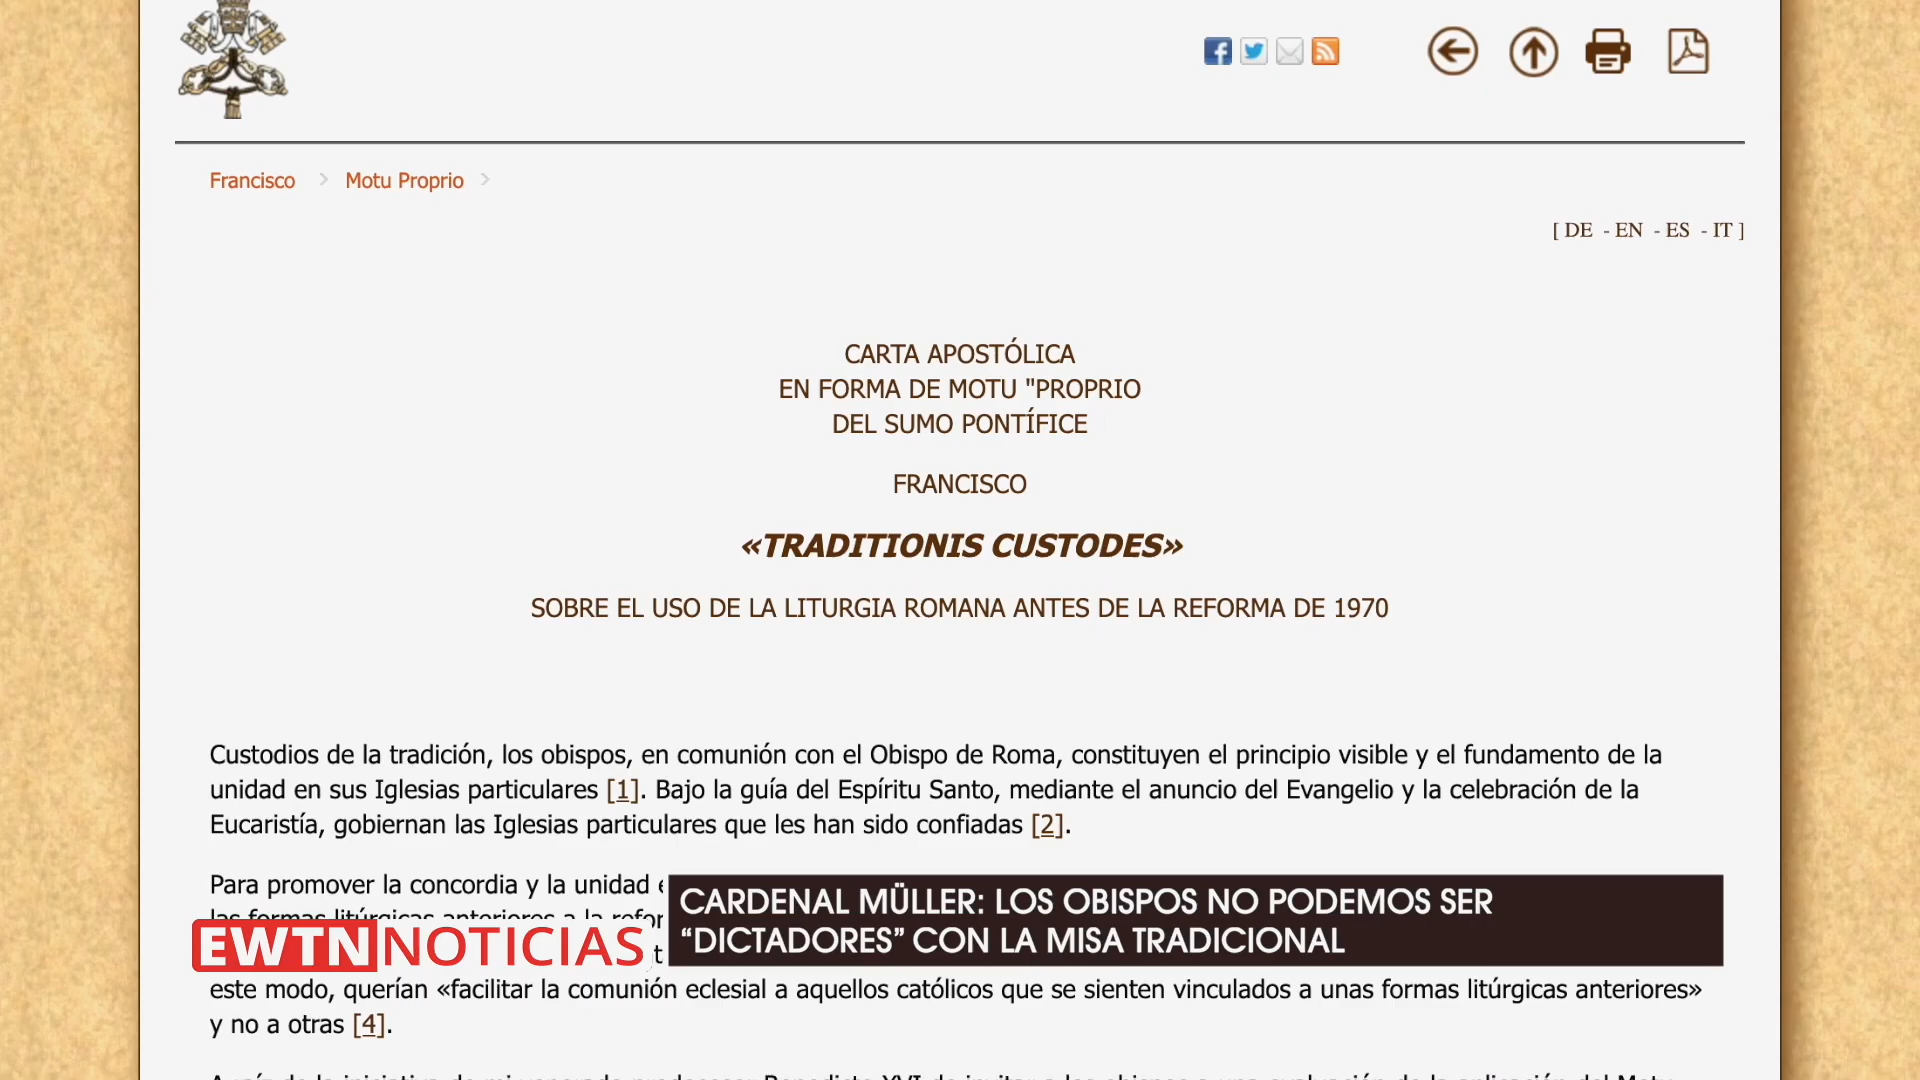 Francisco > Motu Proprio >
[ DE - EN - ES - IT ]
CARTA APOSTÓLICA
EN FORMA DE MOTU "PROPRIO
DEL SUMO PONTÍFICE
FRANCISCO
«TRADITIONIS CUSTODES»
SOBRE EL USO DE LA LITURGIA ROMANA ANTES DE LA REFORMA DE 1970
Custodios de la tradición, los obispos, en comunión con el Obispo de Roma, constituyen el principio visible y el fundamento de la
unidad en sus Iglesias particulares [1]. Bajo la guía del Espíritu Santo, mediante el anuncio del Evangelio y la celebración de la
Eucaristía, gobiernan las Iglesias particulares que les han sido confiadas [2].
Para promover la concordia y la unidad
las formas litúrgicas anteriores a la
este modo, querían «facilitar la comunión eclesial a aquellos católicos que se sienten vinculados a unas formas litúrgicas anteriores»
y no a otras [4].
EWTN NOTICIAS
CARDENAL MÜLLER: LOS OBISPOS NO PODEMOS SER
“DICTADORES” CON LA MISA TRADICIONAL